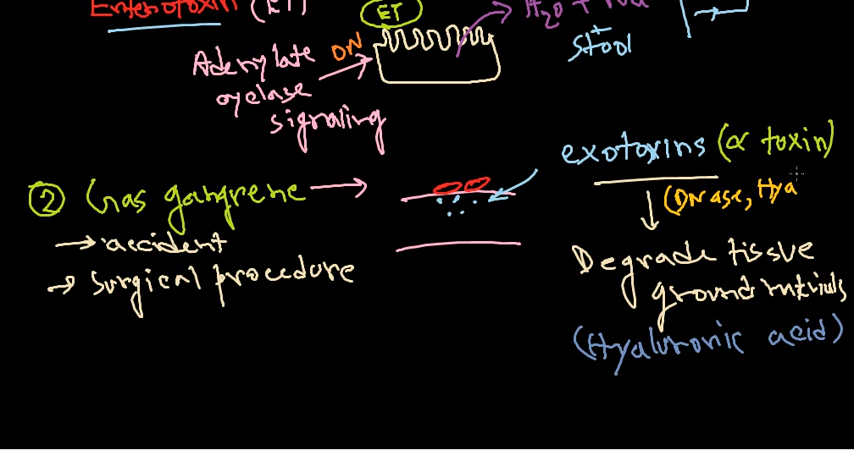 Enterotoxin (ET)
ET
H2O + Na
+
Stool
Adenylate ON
cyclase
signaling
exotoxins (α toxin)
② Gas gangrene →
(DNase, Hya
→ accident
→ Surgical procedure
Degrade tissue
ground mtrials
(Hyaluronic acid)